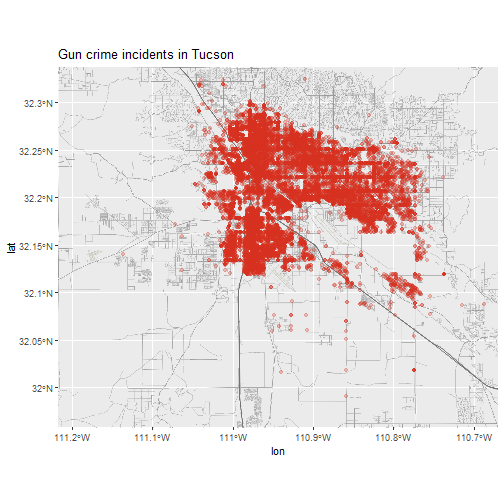 Gun crime incidents in Tucson
32.3°N
32.25°N
32.2°N
32.15°N
32.1°N
32.05°N
32°N
lat
111.2°W 111.1°W 111°W 110.9°W 110.8°W 110.7°W
lon